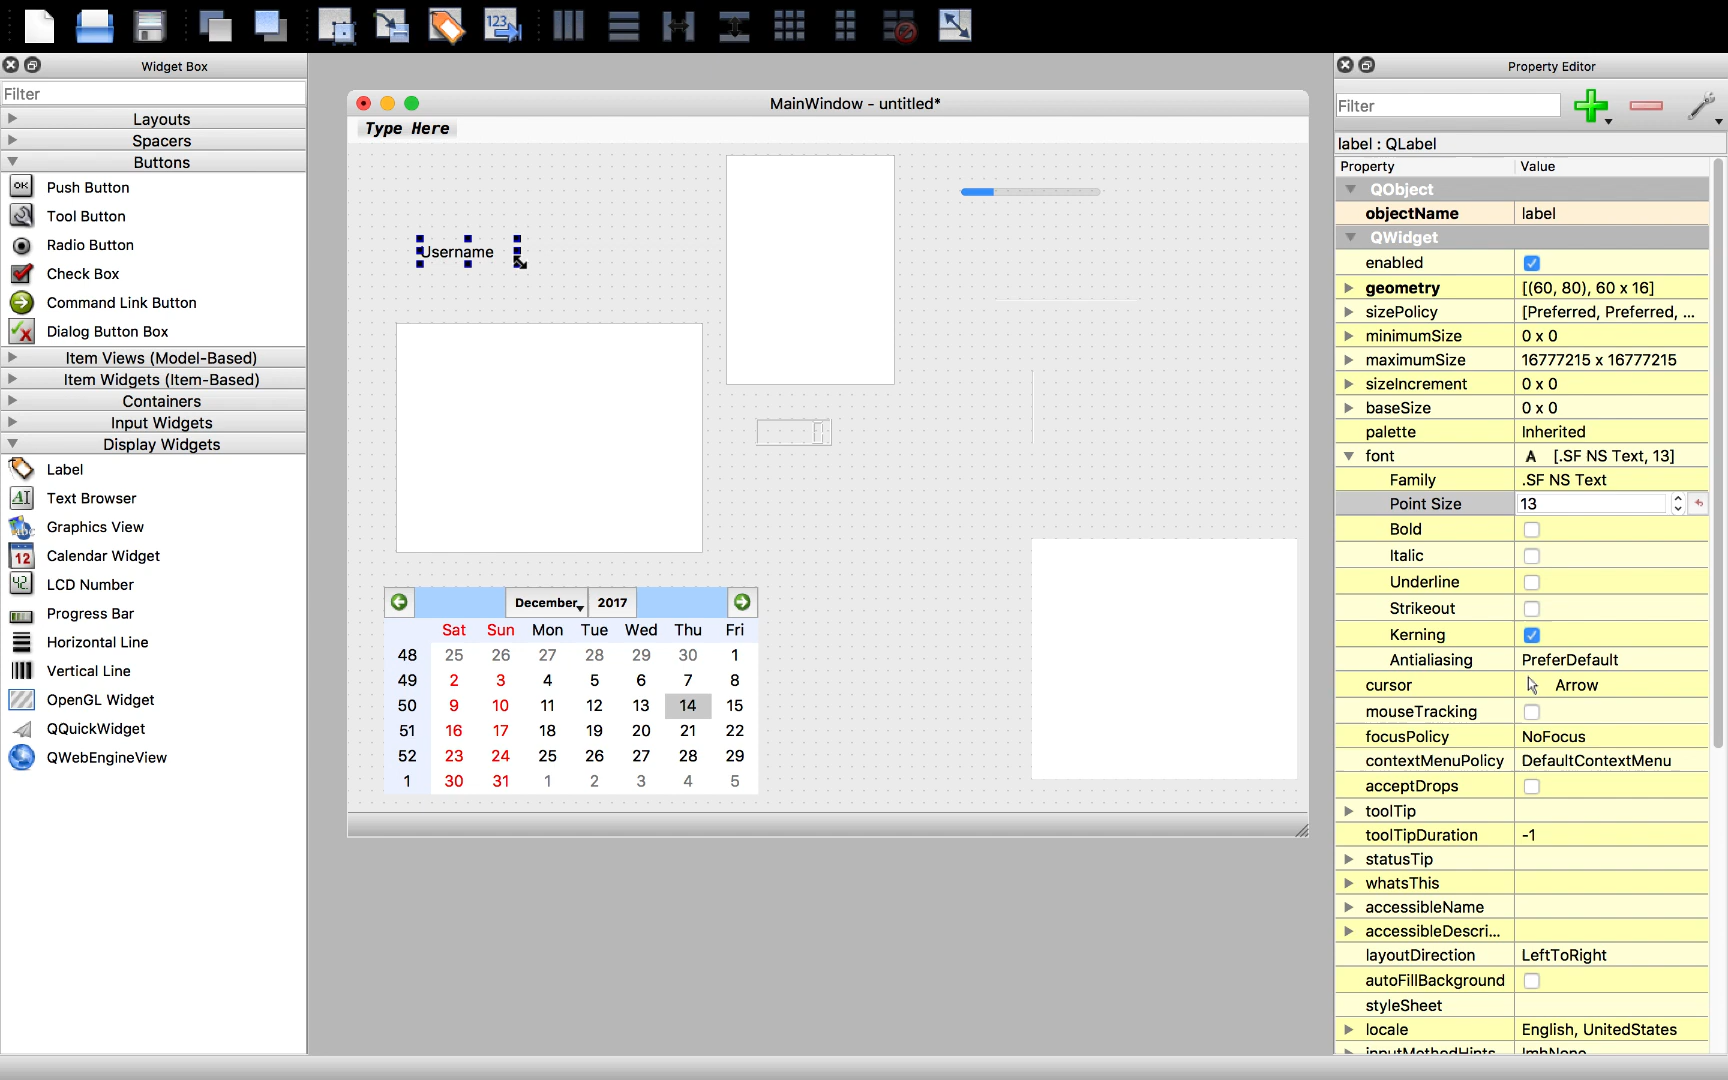 Widget Box
Filter
Layouts
Spacers
Buttons
Push Button
Tool Button
Radio Button
Check Box
Command Link Button
Dialog Button Box
Item Views (Model-Based)
Item Widgets (Item-Based)
Containers
Input Widgets
Display Widgets
Label
Text Browser
Graphics View
Calendar Widget
LCD Number
Progress Bar
Horizontal Line
Vertical Line
OpenGL Widget
QQuickWidget
QWebEngineView
MainWindow - untitled*
Type Here
Username
December, 2017
Sat Sun Mon Tue Wed Thu Fri
48 25 26 27 28 29 30 1
49 2 3 4 5 6 7 8
50 9 10 11 12 13 14 15
51 16 17 18 19 20 21 22
52 23 24 25 26 27 28 29
1 30 31 1 2 3 4 5
Property Editor
Filter
label : QLabel
Property Value
QObject
objectName label
QWidget
enabled
geometry [(60, 80), 60 x 16]
sizePolicy [Preferred, Preferred, ...
minimumSize 0 x 0
maximumSize 16777215 x 16777215
sizeIncrement 0 x 0
baseSize 0 x 0
palette Inherited
font A [.SF NS Text, 13]
Family .SF NS Text
Point Size 13
Bold
Italic
Underline
Strikeout
Kerning
Antialiasing PreferDefault
cursor Arrow
mouseTracking
focusPolicy NoFocus
contextMenuPolicy DefaultContextMenu
acceptDrops
toolTip
toolTipDuration -1
statusTip
whatsThis
accessibleName
accessibleDescri...
layoutDirection LeftToRight
autoFillBackground
styleSheet
locale English, UnitedStates
inputMethodHints ImhNone